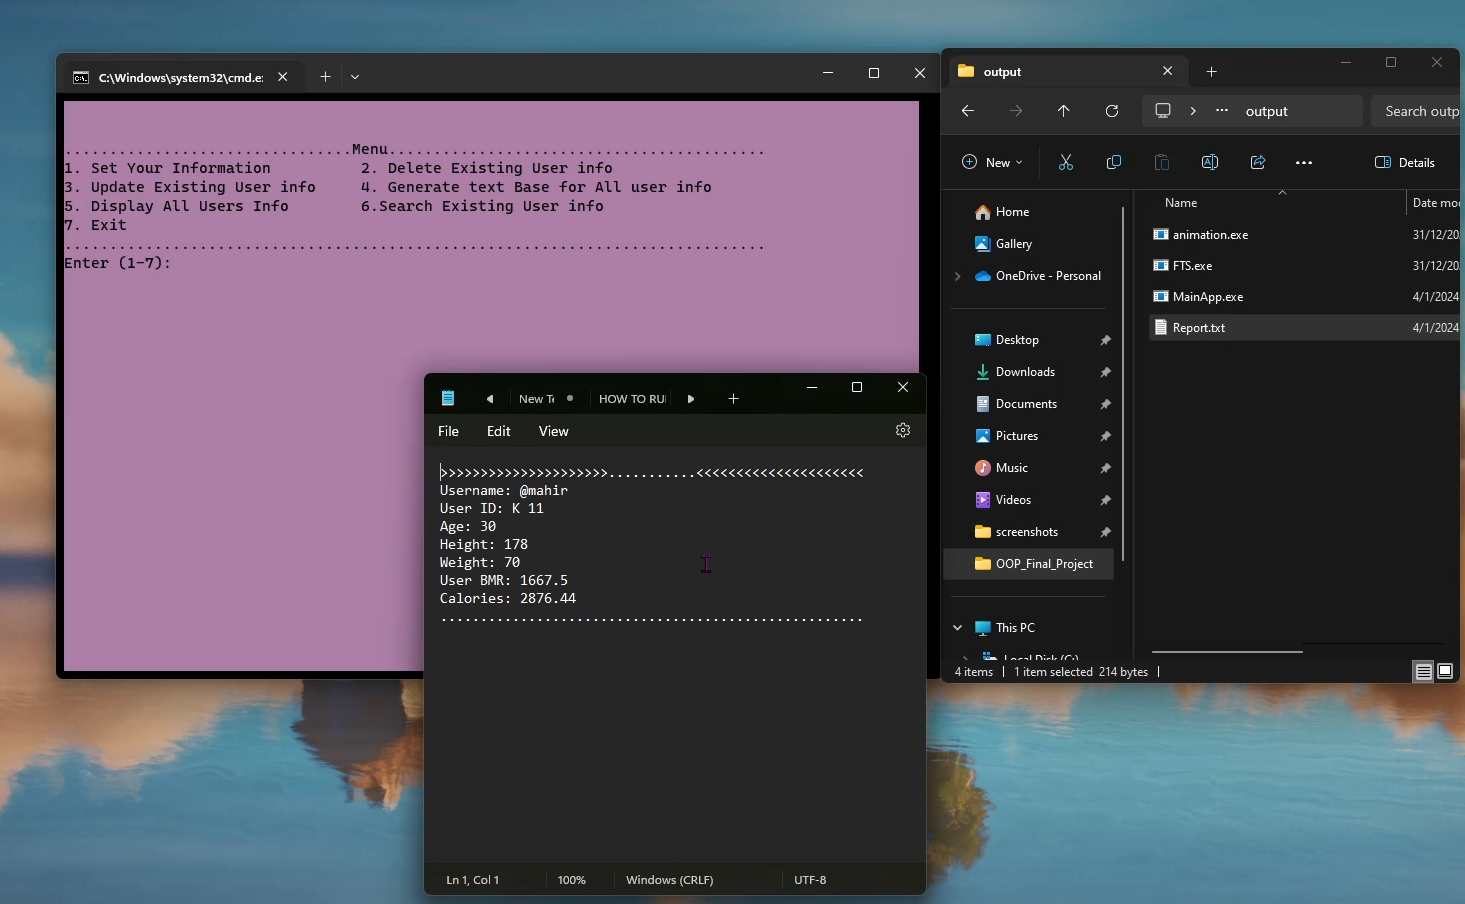 C:\Windows\system32\cmd.e:
..............................Menu..........................................
1. Set Your Information 2. Delete Existing User info
3. Update Existing User info 4. Generate text Base for All user info
5. Display All Users Info 6.Search Existing User info
7. Exit
..............................................................................
Enter (1-7):
output
output
Search outp
New
Details
Home
Gallery
OneDrive - Personal
Desktop
Downloads
Documents
Pictures
Music
Videos
screenshots
OOP_Final_Project
This PC
Local Disk (C:)
Name Date mod
animation.exe 31/12/20
FTS.exe 31/12/20
MainApp.exe 4/1/2024
Report.txt 4/1/2024
4 items 1 item selected 214 bytes
New Te HOW TO RU
File Edit View
>>>>>>>>>>>>>>>>>>>>>...........<<<<<<<<<<<<<<<<<<<<<
Username: @mahir
User ID: K 11
Age: 30
Height: 178
Weight: 70
User BMR: 1667.5
Calories: 2876.44
.....................................................
Ln 1, Col 1 100% Windows (CRLF) UTF-8